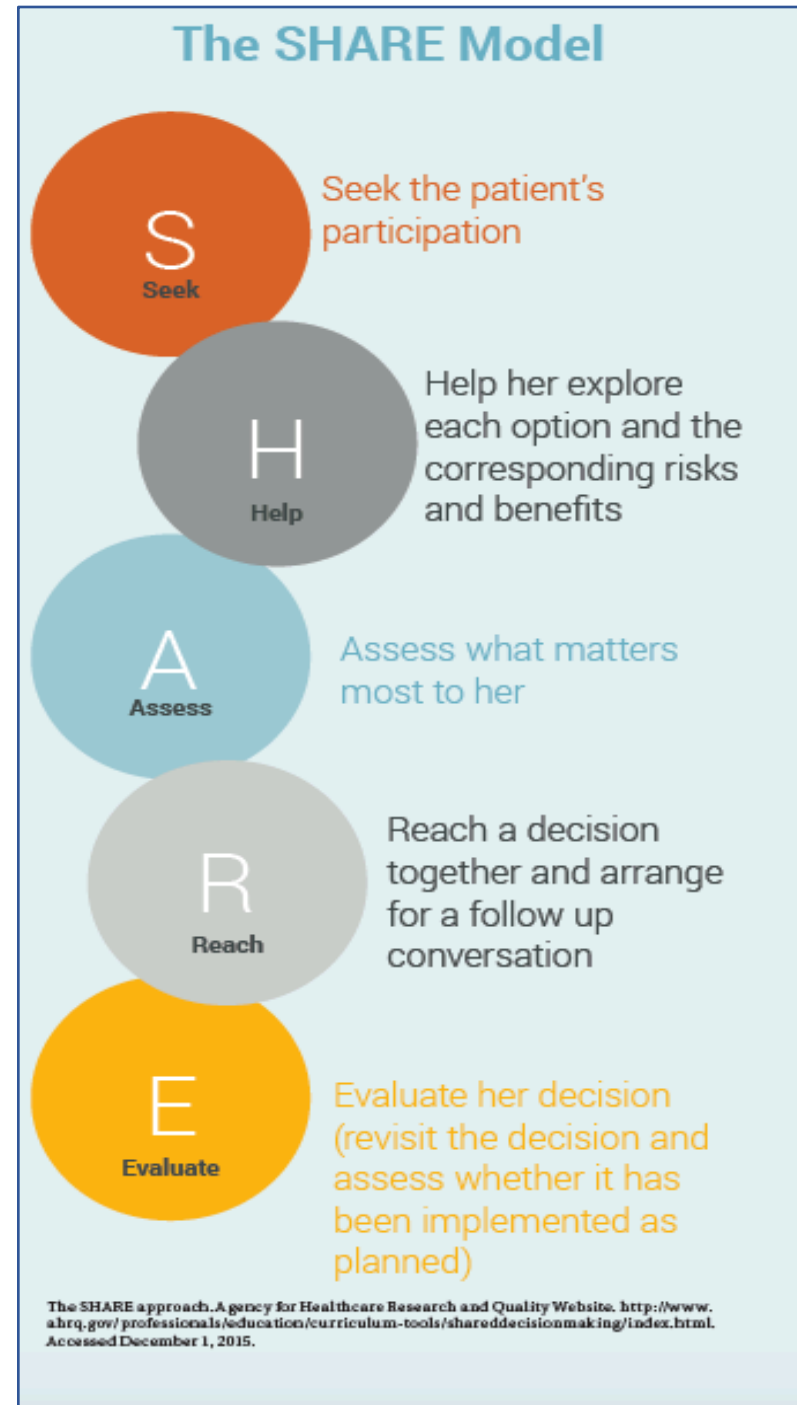 The SHARE Model
S
Seek
Seek the patient's
participation
H
Help
Help her explore
each option and the
corresponding risks
and benefits
A
Assess
Assess what matters
most to her
R
Reach
Reach a decision
together and arrange
for a follow up
conversation
E
Evaluate
Evaluate her decision
(revisit the decision and
assess whether it has
been implemented as
planned)
The SHARE approach. Agency for Healthcare Research and Quality Website. http://www.
ahrq.gov/professionals/education/curriculum-tools/shareddecisionmaking/index.html.
Accessed December 1, 2015.